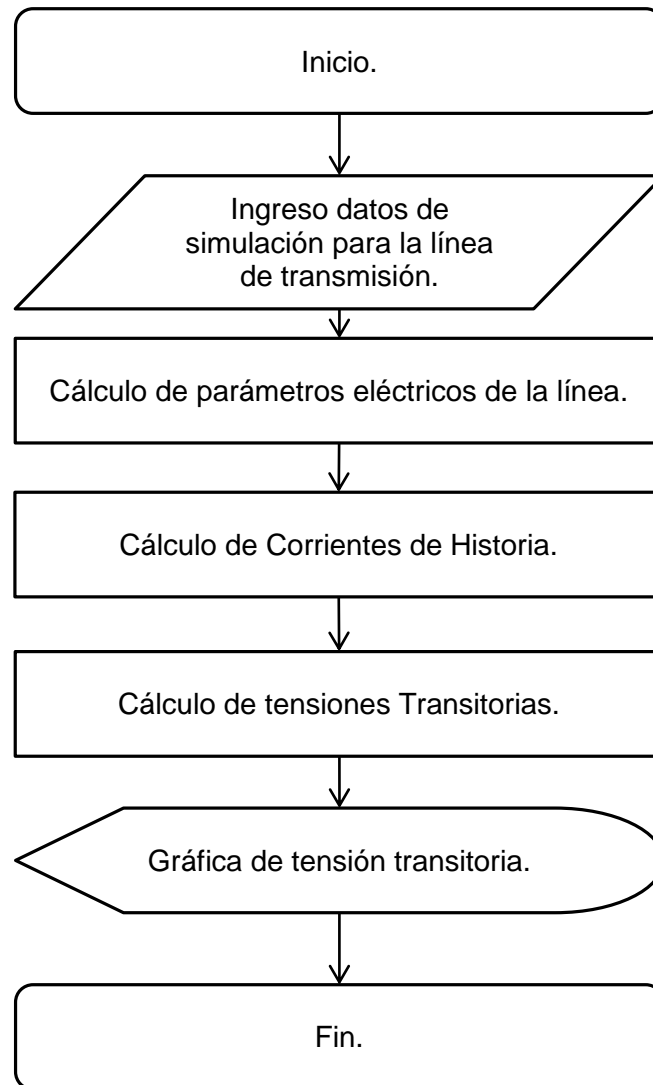 Inicio.
Ingreso datos de
simulación para la línea
de transmisión.
Cálculo de parámetros eléctricos de la línea.
Cálculo de Corrientes de Historia.
Cálculo de tensiones Transitorias.
Gráfica de tensión transitoria.
Fin.